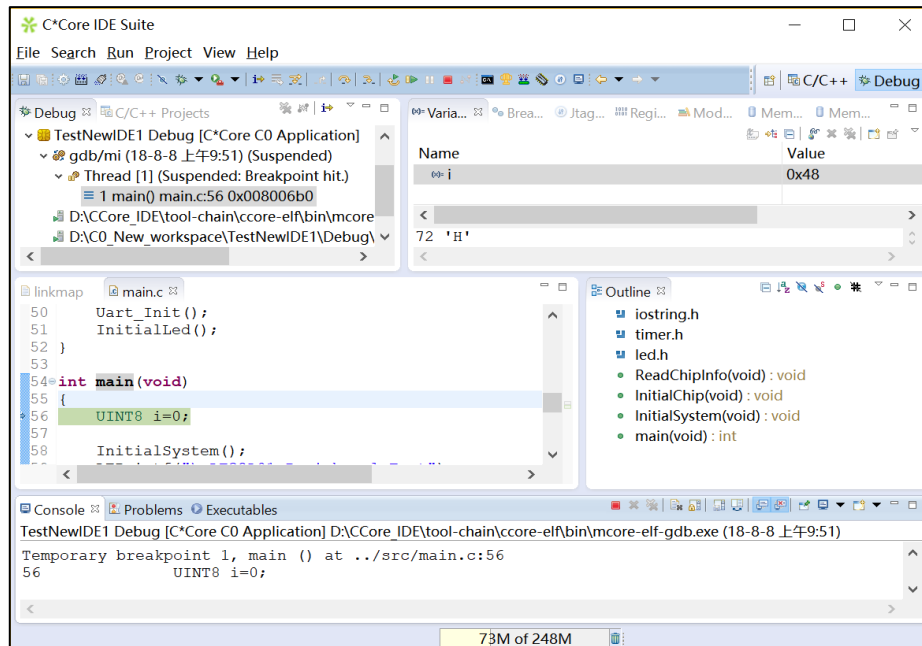 C*Core IDE Suite
File Search Run Project View Help
C/C++ Debug
Debug C/C++ Projects
TestNewIDE1 Debug [C*Core C0 Application]
gdb/mi (18-8-8 上午9:51) (Suspended)
Thread [1] (Suspended: Breakpoint hit.)
1 main() main.c:56 0x008006b0
D:\CCore_IDE\tool-chain\ccore-elf\bin\mcore
D:\C0_New_workspace\TestNewIDE1\Debug\
Varia... Brea... Jtag... Regi... Mod... Mem... Mem...
Name Value
i 0x48
72 'H'
linkmap main.c
50 Uart_Init();
51 InitialLed();
52 }
53
54 int main(void)
55 {
56 UINT8 i=0;
57
58 InitialSystem();
Outline
iostring.h
timer.h
led.h
ReadChipInfo(void) : void
InitialChip(void) : void
InitialSystem(void) : void
main(void) : int
Console Problems Executables
TestNewIDE1 Debug [C*Core C0 Application] D:\CCore_IDE\tool-chain\ccore-elf\bin\mcore-elf-gdb.exe (18-8-8 上午9:51)
Temporary breakpoint 1, main () at ../src/main.c:56
56 UINT8 i=0;
73M of 248M